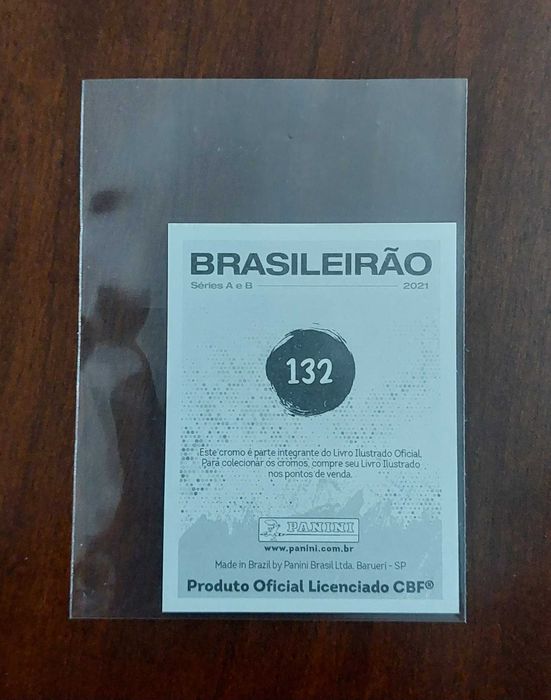 BRASILEIRÃO
Séries A e B 2021
132
Este cromo é parte integrante do Livro Ilustrado Oficial.
Para colecionar os cromos, compre seu Livro Ilustrado
nos pontos de venda.
PANINI
www.panini.com.br
Made in Brazil by Panini Brasil Ltda. Barueri - SP
Produto Oficial Licenciado CBF®